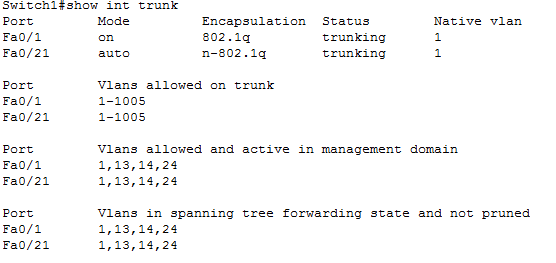 Switch1#show int trunk
Port Mode Encapsulation Status Native vlan
Fa0/1 on 802.1q trunking 1
Fa0/21 auto n-802.1q trunking 1
Port Vlans allowed on trunk
Fa0/1 1-1005
Fa0/21 1-1005
Port Vlans allowed and active in management domain
Fa0/1 1,13,14,24
Fa0/21 1,13,14,24
Port Vlans in spanning tree forwarding state and not pruned
Fa0/1 1,13,14,24
Fa0/21 1,13,14,24